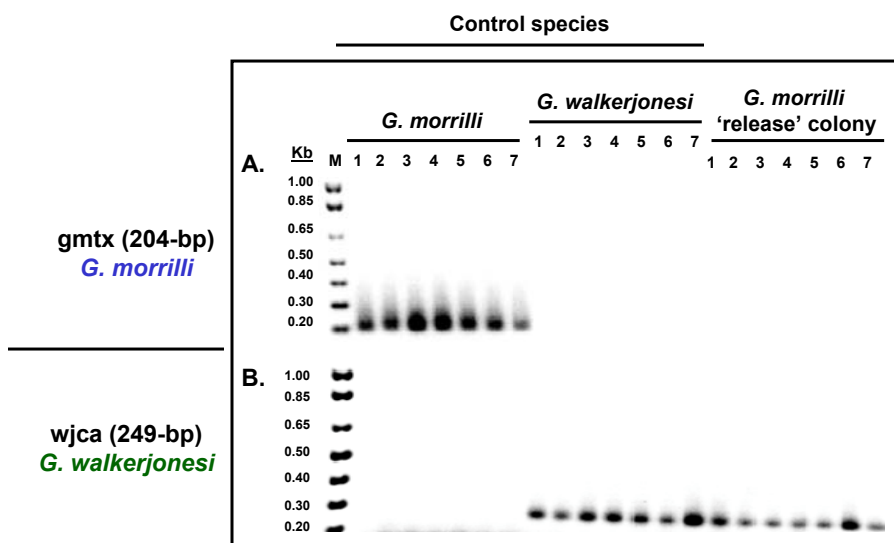 Control species
G. morrilli
G. walkerjonesi
G. morrilli
‘release’ colony
1 2 3 4 5 6 7
1 2 3 4 5 6 7
1 2 3 4 5 6 7
A.
Kb
M
1.00
0.85
0.65
0.50
0.40
0.30
0.20
gmtx (204-bp)
G. morrilli
B.
1.00
0.85
0.65
0.50
0.40
0.30
0.20
wjca (249-bp)
G. walkerjonesi